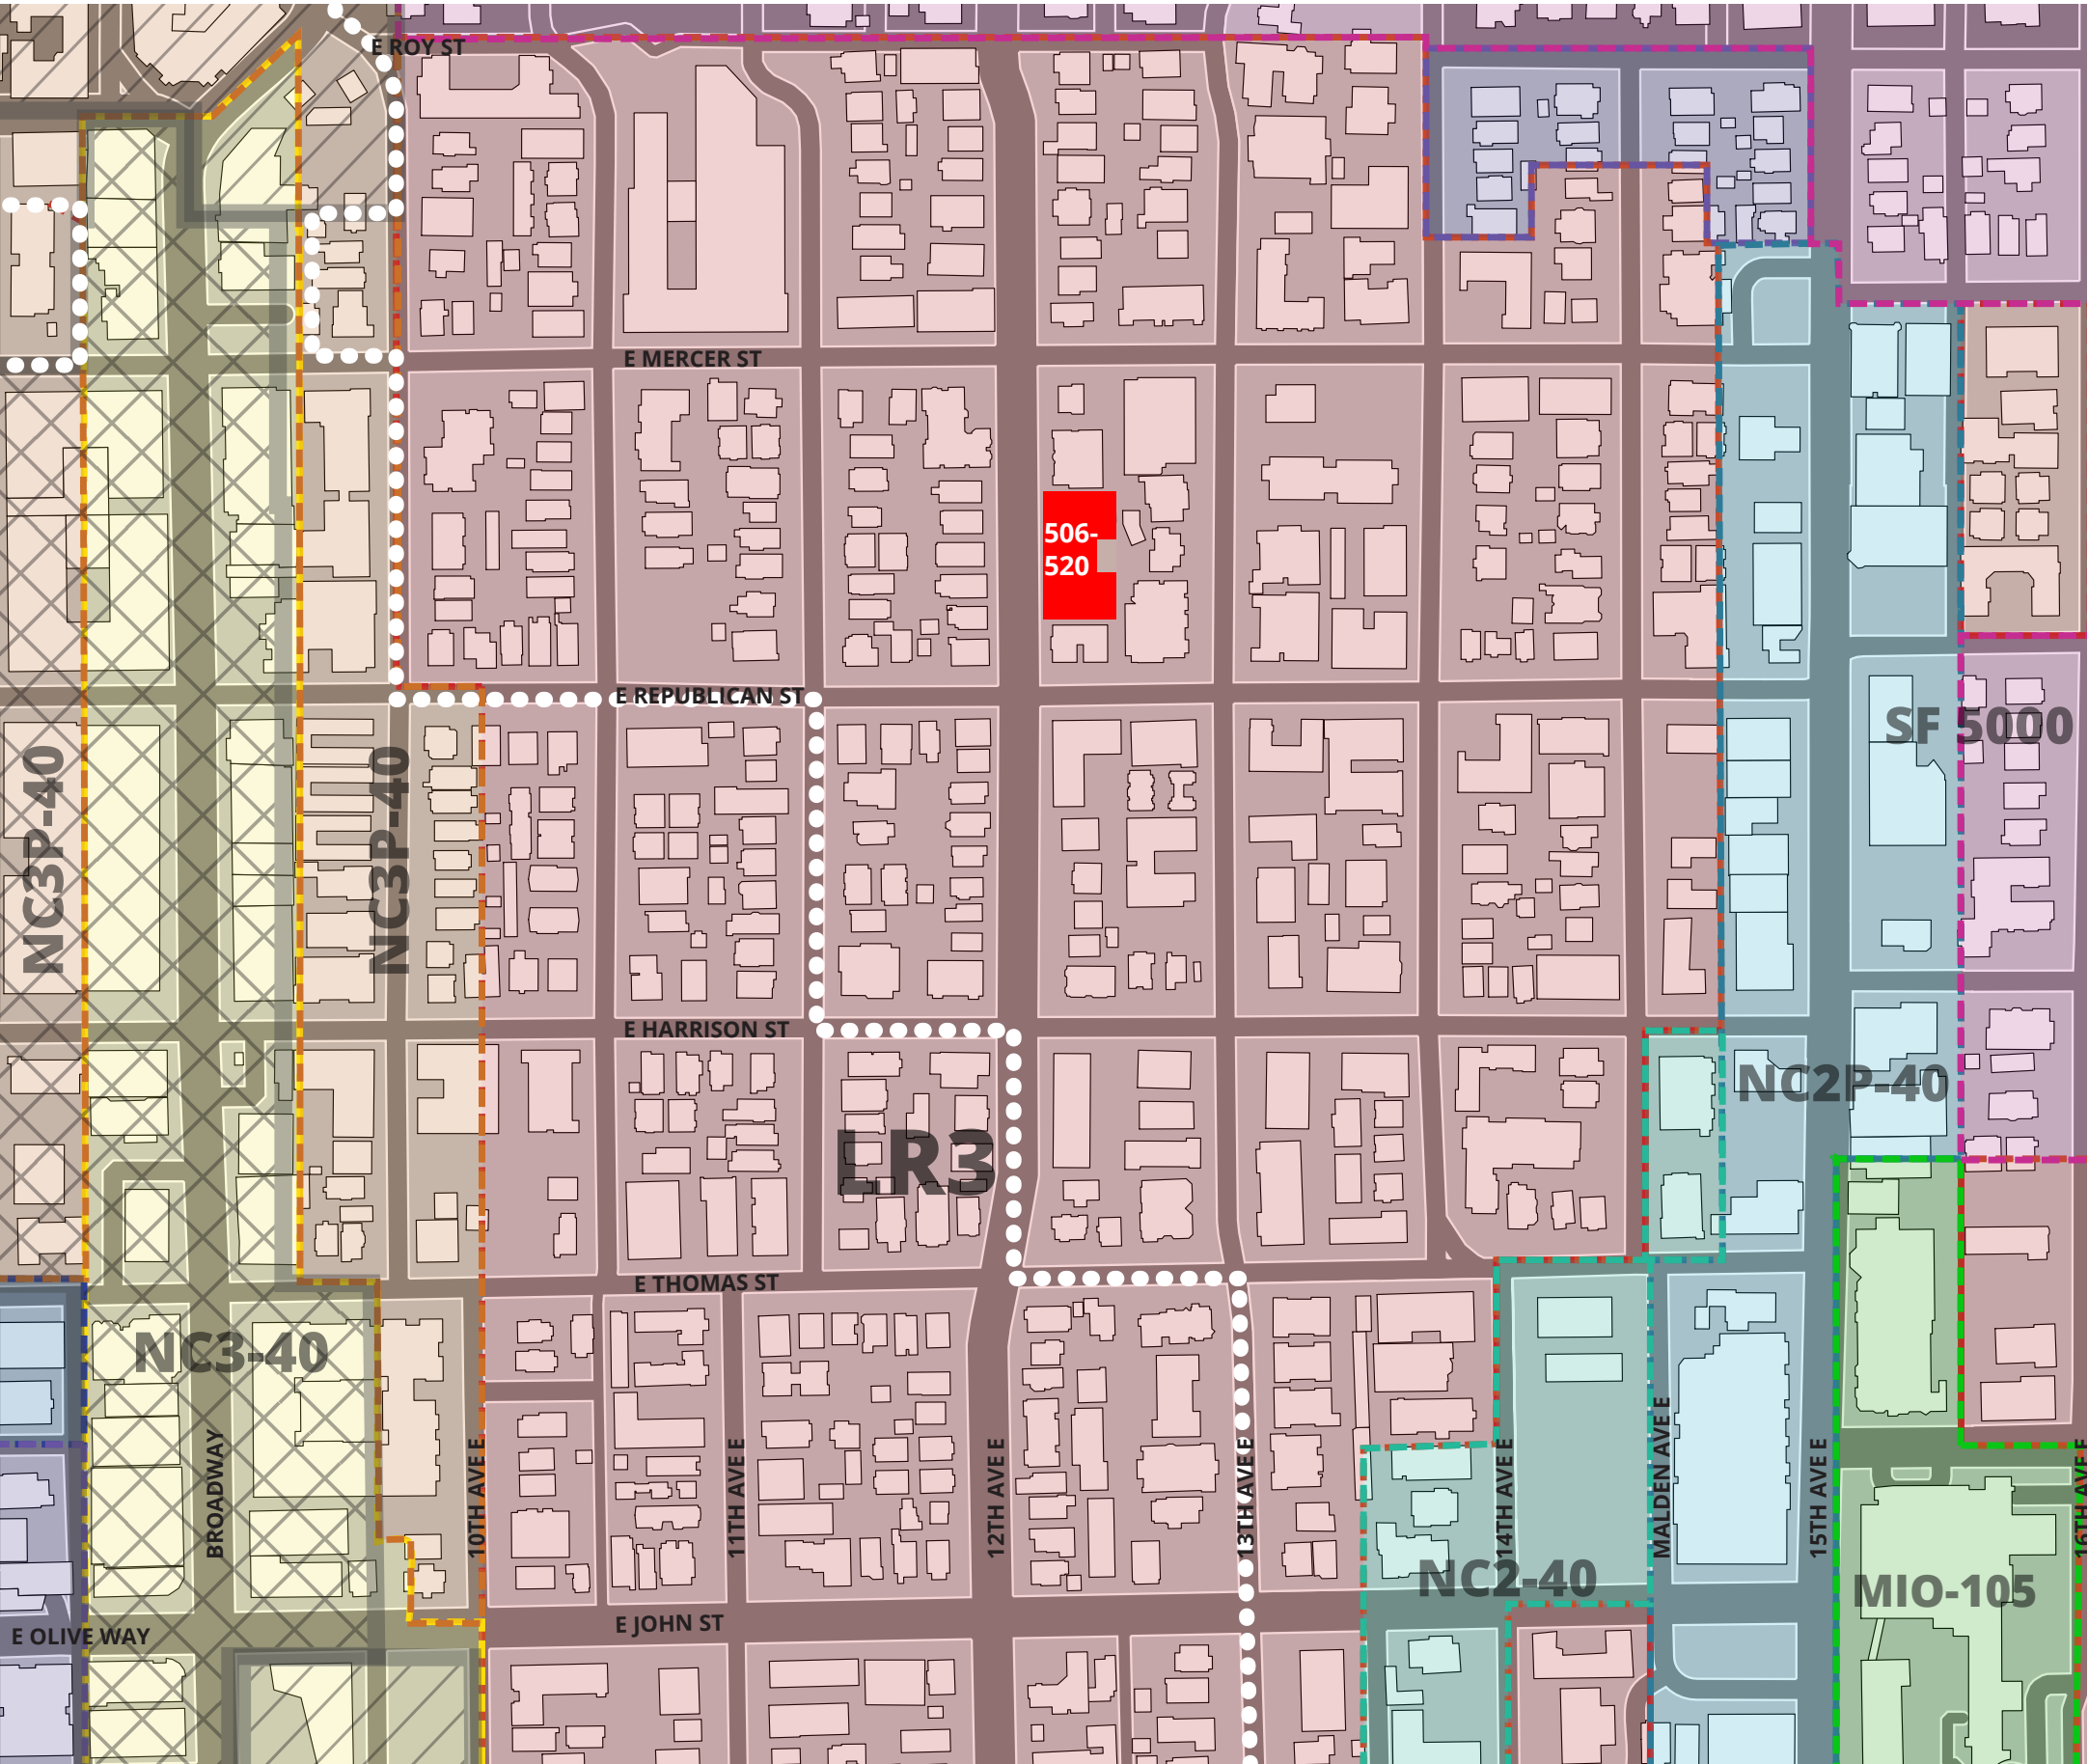 E ROY ST
E MERCER ST
506-
520
E REPUBLICAN ST
SF 5000
NC3P-40
NC3P-40
E HARRISON ST
NC2P-40
LR3
E THOMAS ST
NC3-40
BROADWAY
10TH AVE E
11TH AVE E
12TH AVE E
13TH AVE E
14TH AVE E
MALDEN AVE E
15TH AVE E
16TH AVE E
NC2-40
MIO-105
E JOHN ST
E OLIVE WAY